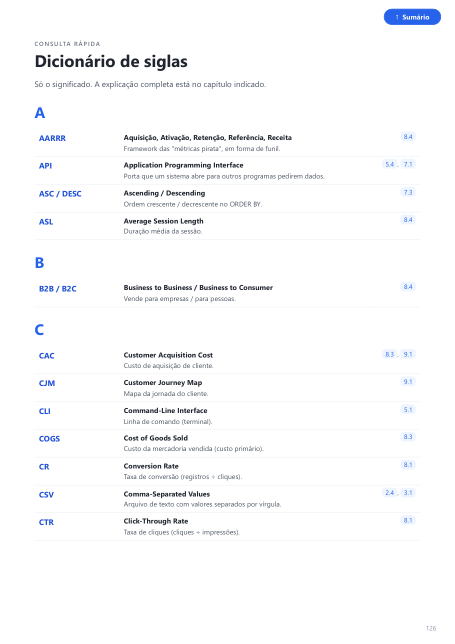 ↑ Sumário
CONSULTA RÁPIDA
Dicionário de siglas
Só o significado. A explicação completa está no capítulo indicado.
A
AARRR Aquisição, Ativação, Retenção, Referência, Receita 8.4
Framework das "métricas pirata", em forma de funil.
API Application Programming Interface 5.4 , 7.1
Porta que um sistema abre para outros programas pedirem dados.
ASC / DESC Ascending / Descending 7.3
Ordem crescente / decrescente no ORDER BY.
ASL Average Session Length 8.4
Duração média da sessão.
B
B2B / B2C Business to Business / Business to Consumer 8.4
Vende para empresas / para pessoas.
C
CAC Customer Acquisition Cost 8.3 , 9.1
Custo de aquisição de cliente.
CJM Customer Journey Map 9.1
Mapa da jornada do cliente.
CLI Command-Line Interface 5.1
Linha de comando (terminal).
COGS Cost of Goods Sold 8.3
Custo da mercadoria vendida (custo primário).
CR Conversion Rate 8.1
Taxa de conversão (registros ÷ cliques).
CSV Comma-Separated Values 2.4 , 3.1
Arquivo de texto com valores separados por vírgula.
CTR Click-Through Rate 8.1
Taxa de cliques (cliques ÷ impressões).
126